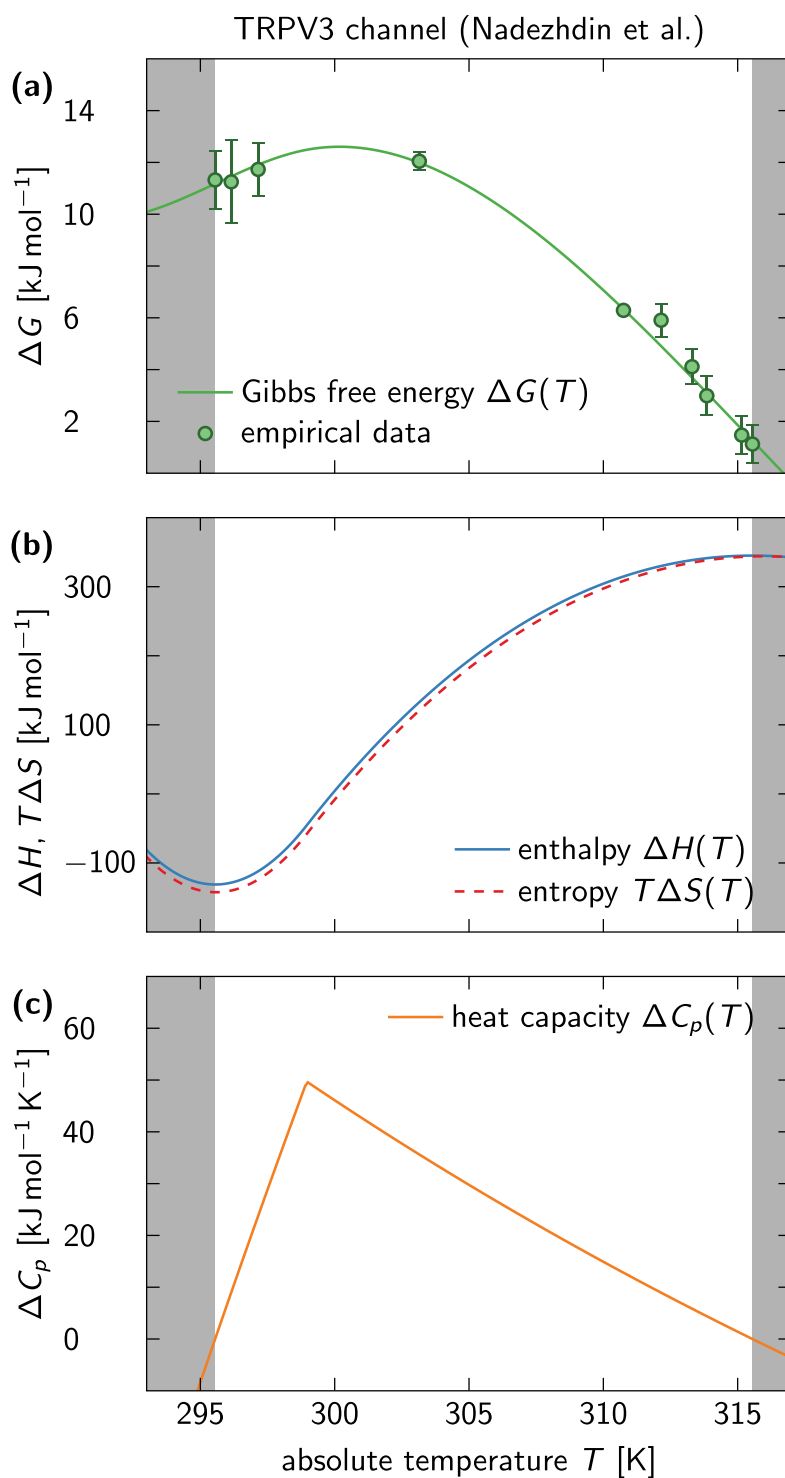 TRPV3 channel (Nadezhdin et al.)
(a)
14
10
6
2
ΔG [kJ mol⁻¹]
Gibbs free energy ΔG(T)
empirical data
(b)
300
100
−100
ΔH, TΔS [kJ mol⁻¹]
enthalpy ΔH(T)
entropy TΔS(T)
(c)
heat capacity ΔCₚ(T)
60
40
20
0
ΔCₚ [kJ mol⁻¹ K⁻¹]
295 300 305 310 315
absolute temperature T [K]